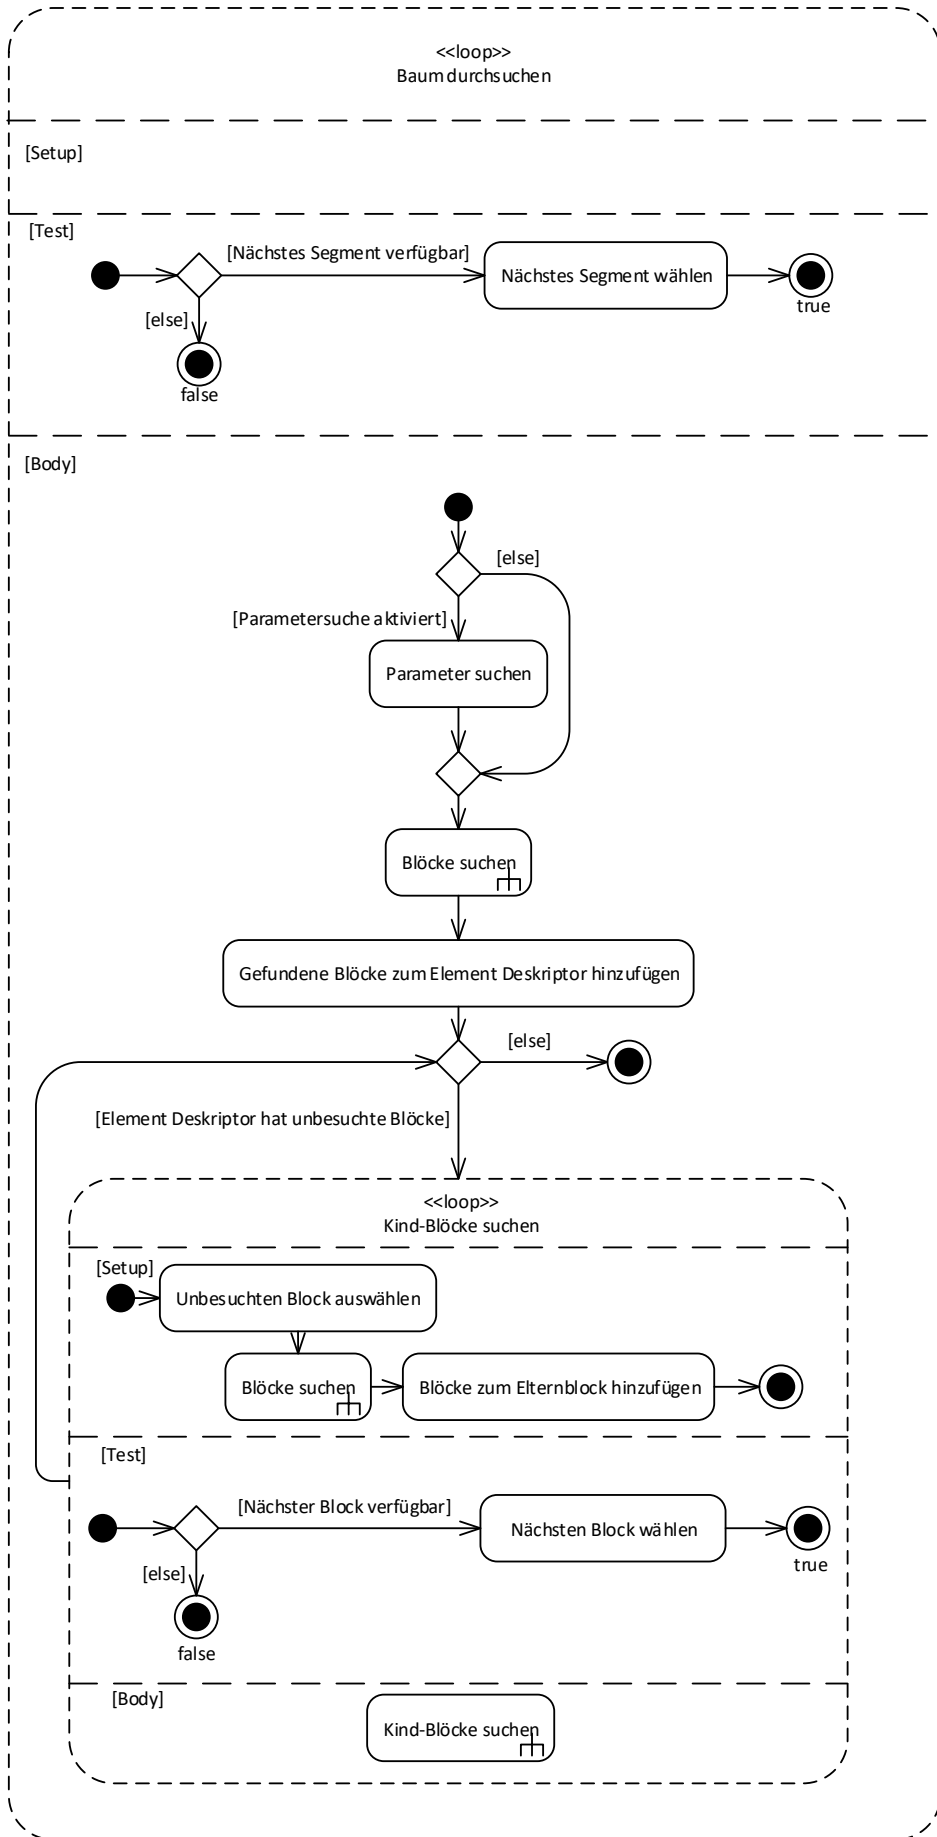 <<loop>>
Baum durchsuchen
[Setup]
[Test]
[Nächstes Segment verfügbar]
Nächstes Segment wählen
true
[else]
false
[Body]
[else]
[Parametersuche aktiviert]
Parameter suchen
Blöcke suchen
Gefundene Blöcke zum Element Deskriptor hinzufügen
[else]
[Element Deskriptor hat unbesuchte Blöcke]
<<loop>>
Kind-Blöcke suchen
[Setup]
Unbesuchten Block auswählen
Blöcke suchen
Blöcke zum Elternblock hinzufügen
[Test]
[Nächster Block verfügbar]
Nächsten Block wählen
true
[else]
false
[Body]
Kind-Blöcke suchen